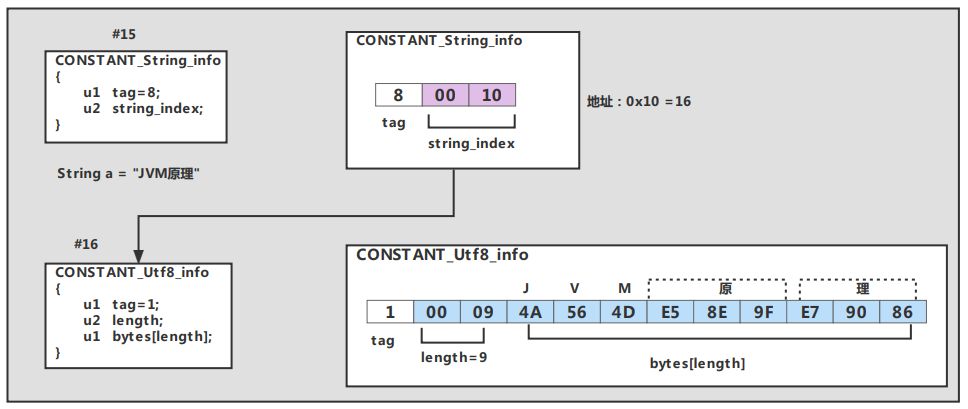 #15
CONSTANT_String_info
{
u1 tag=8;
u2 string_index;
}
CONSTANT_String_info
8 00 10
tag
string_index
地址：0x10 =16
String a = "JVM原理"
#16
CONSTANT_Utf8_info
{
u1 tag=1;
u2 length;
u1 bytes[length];
}
CONSTANT_Utf8_info
J V M 原 理
1 00 09 4A 56 4D E5 8E 9F E7 90 86
tag
length=9
bytes[length]